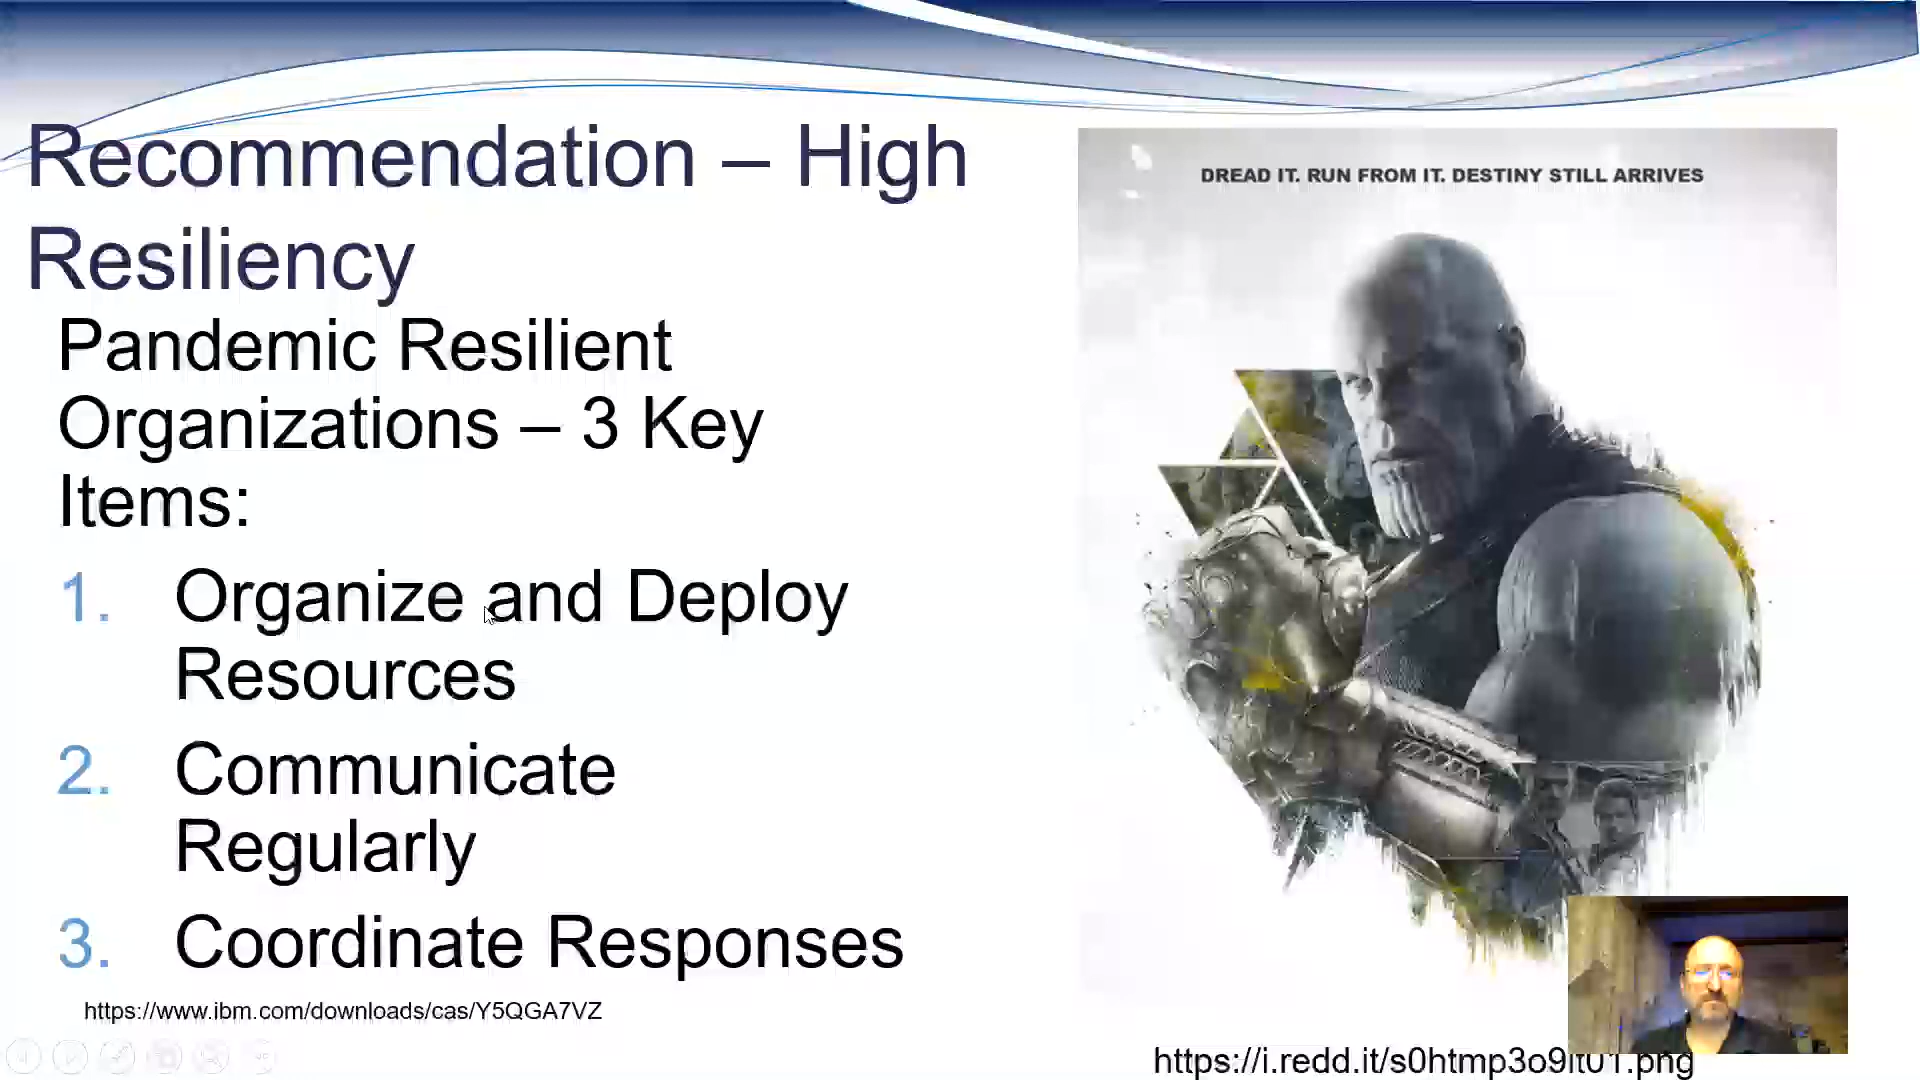 Recommendation – High
Resiliency
Pandemic Resilient
Organizations – 3 Key
Items:
1. Organize and Deploy
Resources
2. Communicate
Regularly
3. Coordinate Responses
https://www.ibm.com/downloads/cas/Y5QGA7VZ
DREAD IT. RUN FROM IT. DESTINY STILL ARRIVES
https://i.redd.it/s0htmp3o9lt01.png